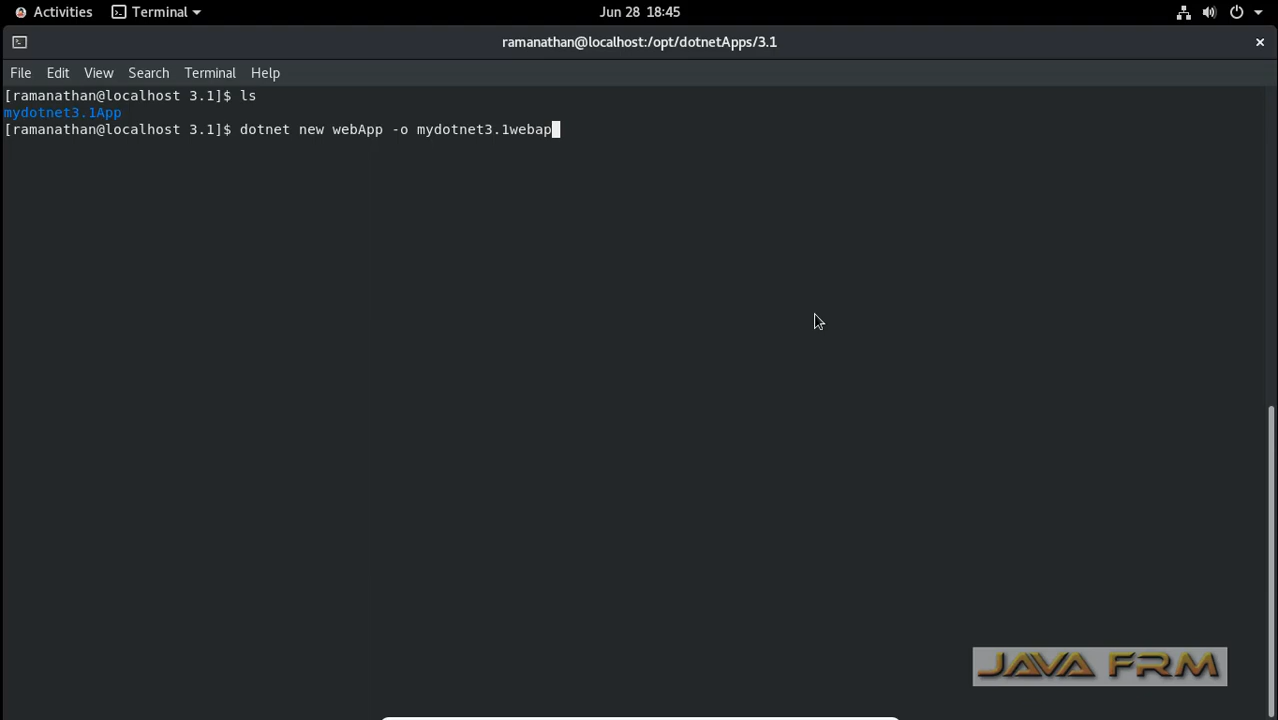 Activities Terminal Jun 28 18:45
ramanathan@localhost:/opt/dotnetApps/3.1
File Edit View Search Terminal Help
[ramanathan@localhost 3.1]$ ls
mydotnet3.1App
[ramanathan@localhost 3.1]$ dotnet new webApp -o mydotnet3.1webap
JAVA FRM